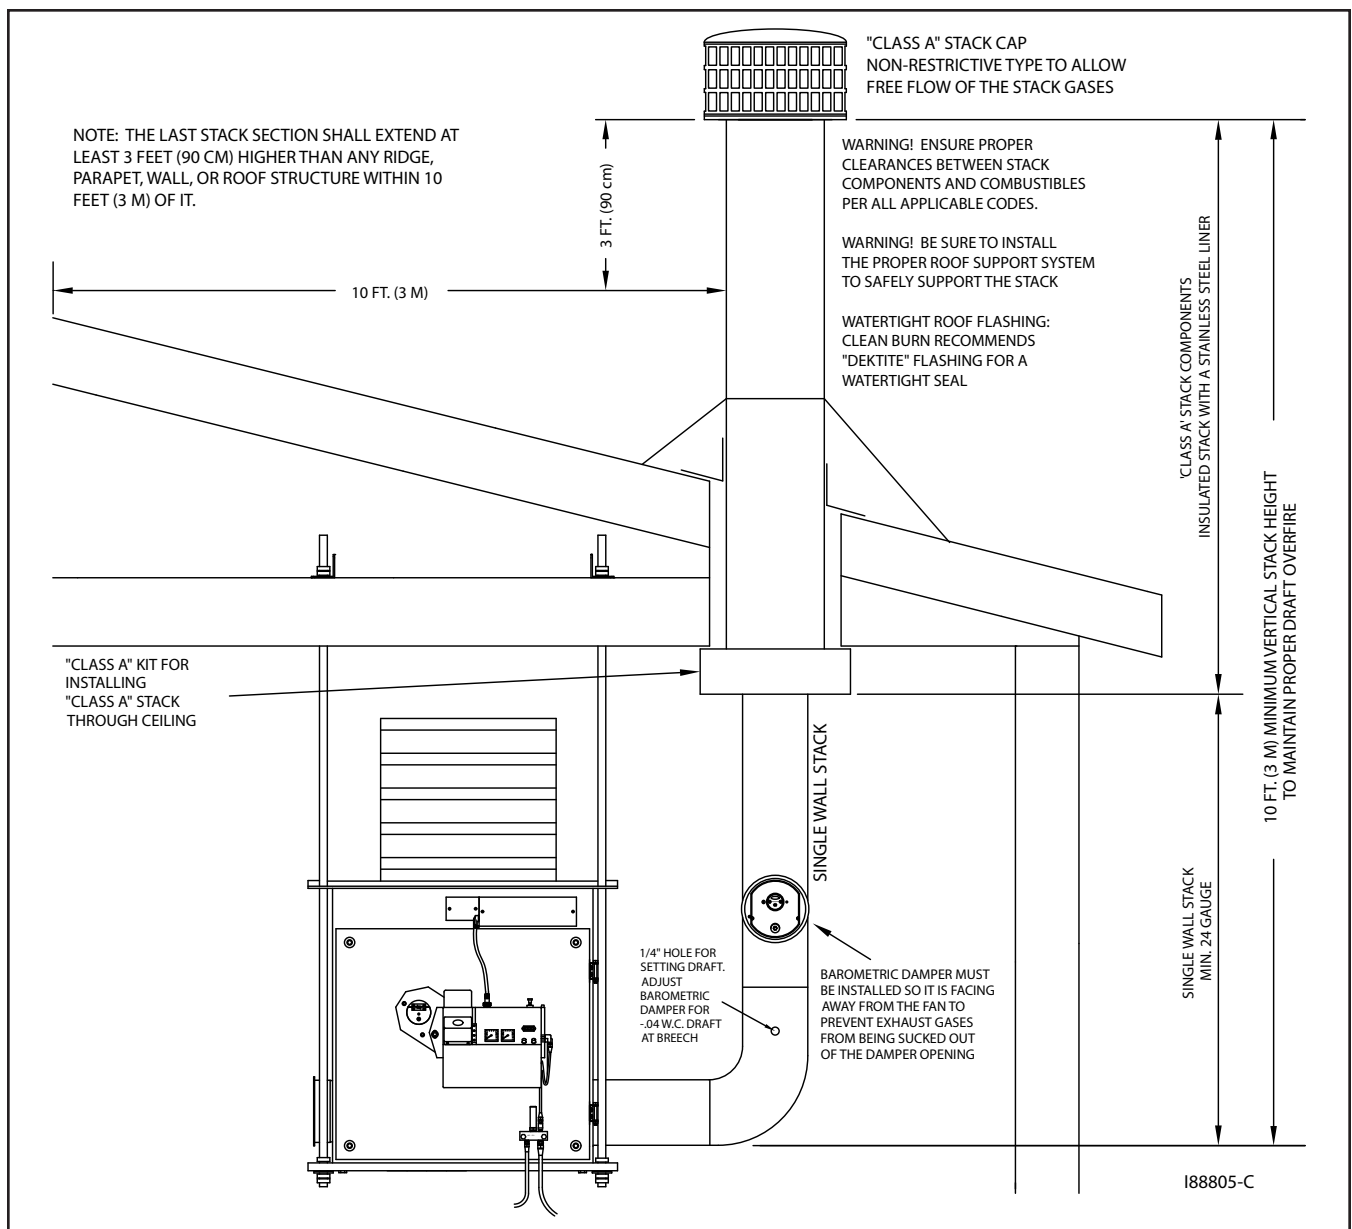 "CLASS A" STACK CAP
NON-RESTRICTIVE TYPE TO ALLOW
FREE FLOW OF THE STACK GASES
NOTE: THE LAST STACK SECTION SHALL EXTEND AT
LEAST 3 FEET (90 CM) HIGHER THAN ANY RIDGE,
PARAPET, WALL, OR ROOF STRUCTURE WITHIN 10
FEET (3 M) OF IT.
3 FT. (90 cm)
10 FT. (3 M)
WARNING! ENSURE PROPER
CLEARANCES BETWEEN STACK
COMPONENTS AND COMBUSTIBLES
PER ALL APPLICABLE CODES.
WARNING! BE SURE TO INSTALL
THE PROPER ROOF SUPPORT SYSTEM
TO SAFELY SUPPORT THE STACK
WATERTIGHT ROOF FLASHING:
CLEAN BURN RECOMMENDS
"DEKTITE" FLASHING FOR A
WATERTIGHT SEAL
'CLASS A' STACK COMPONENTS
INSULATED STACK WITH A STAINLESS STEEL LINER
10 FT. (3 M) MINIMUM VERTICAL STACK HEIGHT
TO MAINTAIN PROPER DRAFT OVERFIRE
"CLASS A" KIT FOR
INSTALLING
"CLASS A" STACK
THROUGH CEILING
SINGLE WALL STACK
SINGLE WALL STACK
MIN. 24 GAUGE
1/4" HOLE FOR
SETTING DRAFT.
ADJUST
BAROMETRIC
DAMPER FOR
-.04 W.C. DRAFT
AT BREECH
BAROMETRIC DAMPER MUST
BE INSTALLED SO IT IS FACING
AWAY FROM THE FAN TO
PREVENT EXHAUST GASES
FROM BEING SUCKED OUT
OF THE DAMPER OPENING
I88805-C